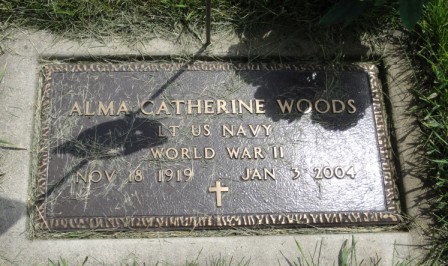 ALMA CATHERINE WOODS
LT US NAVY
WORLD WAR II
NOV 18 1919 JAN 3 2004